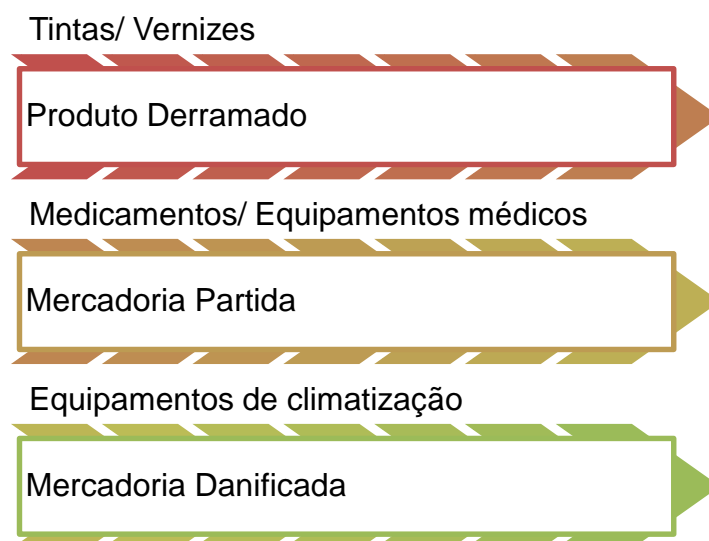 Tintas/ Vernizes
Produto Derramado
Medicamentos/ Equipamentos médicos
Mercadoria Partida
Equipamentos de climatização
Mercadoria Danificada